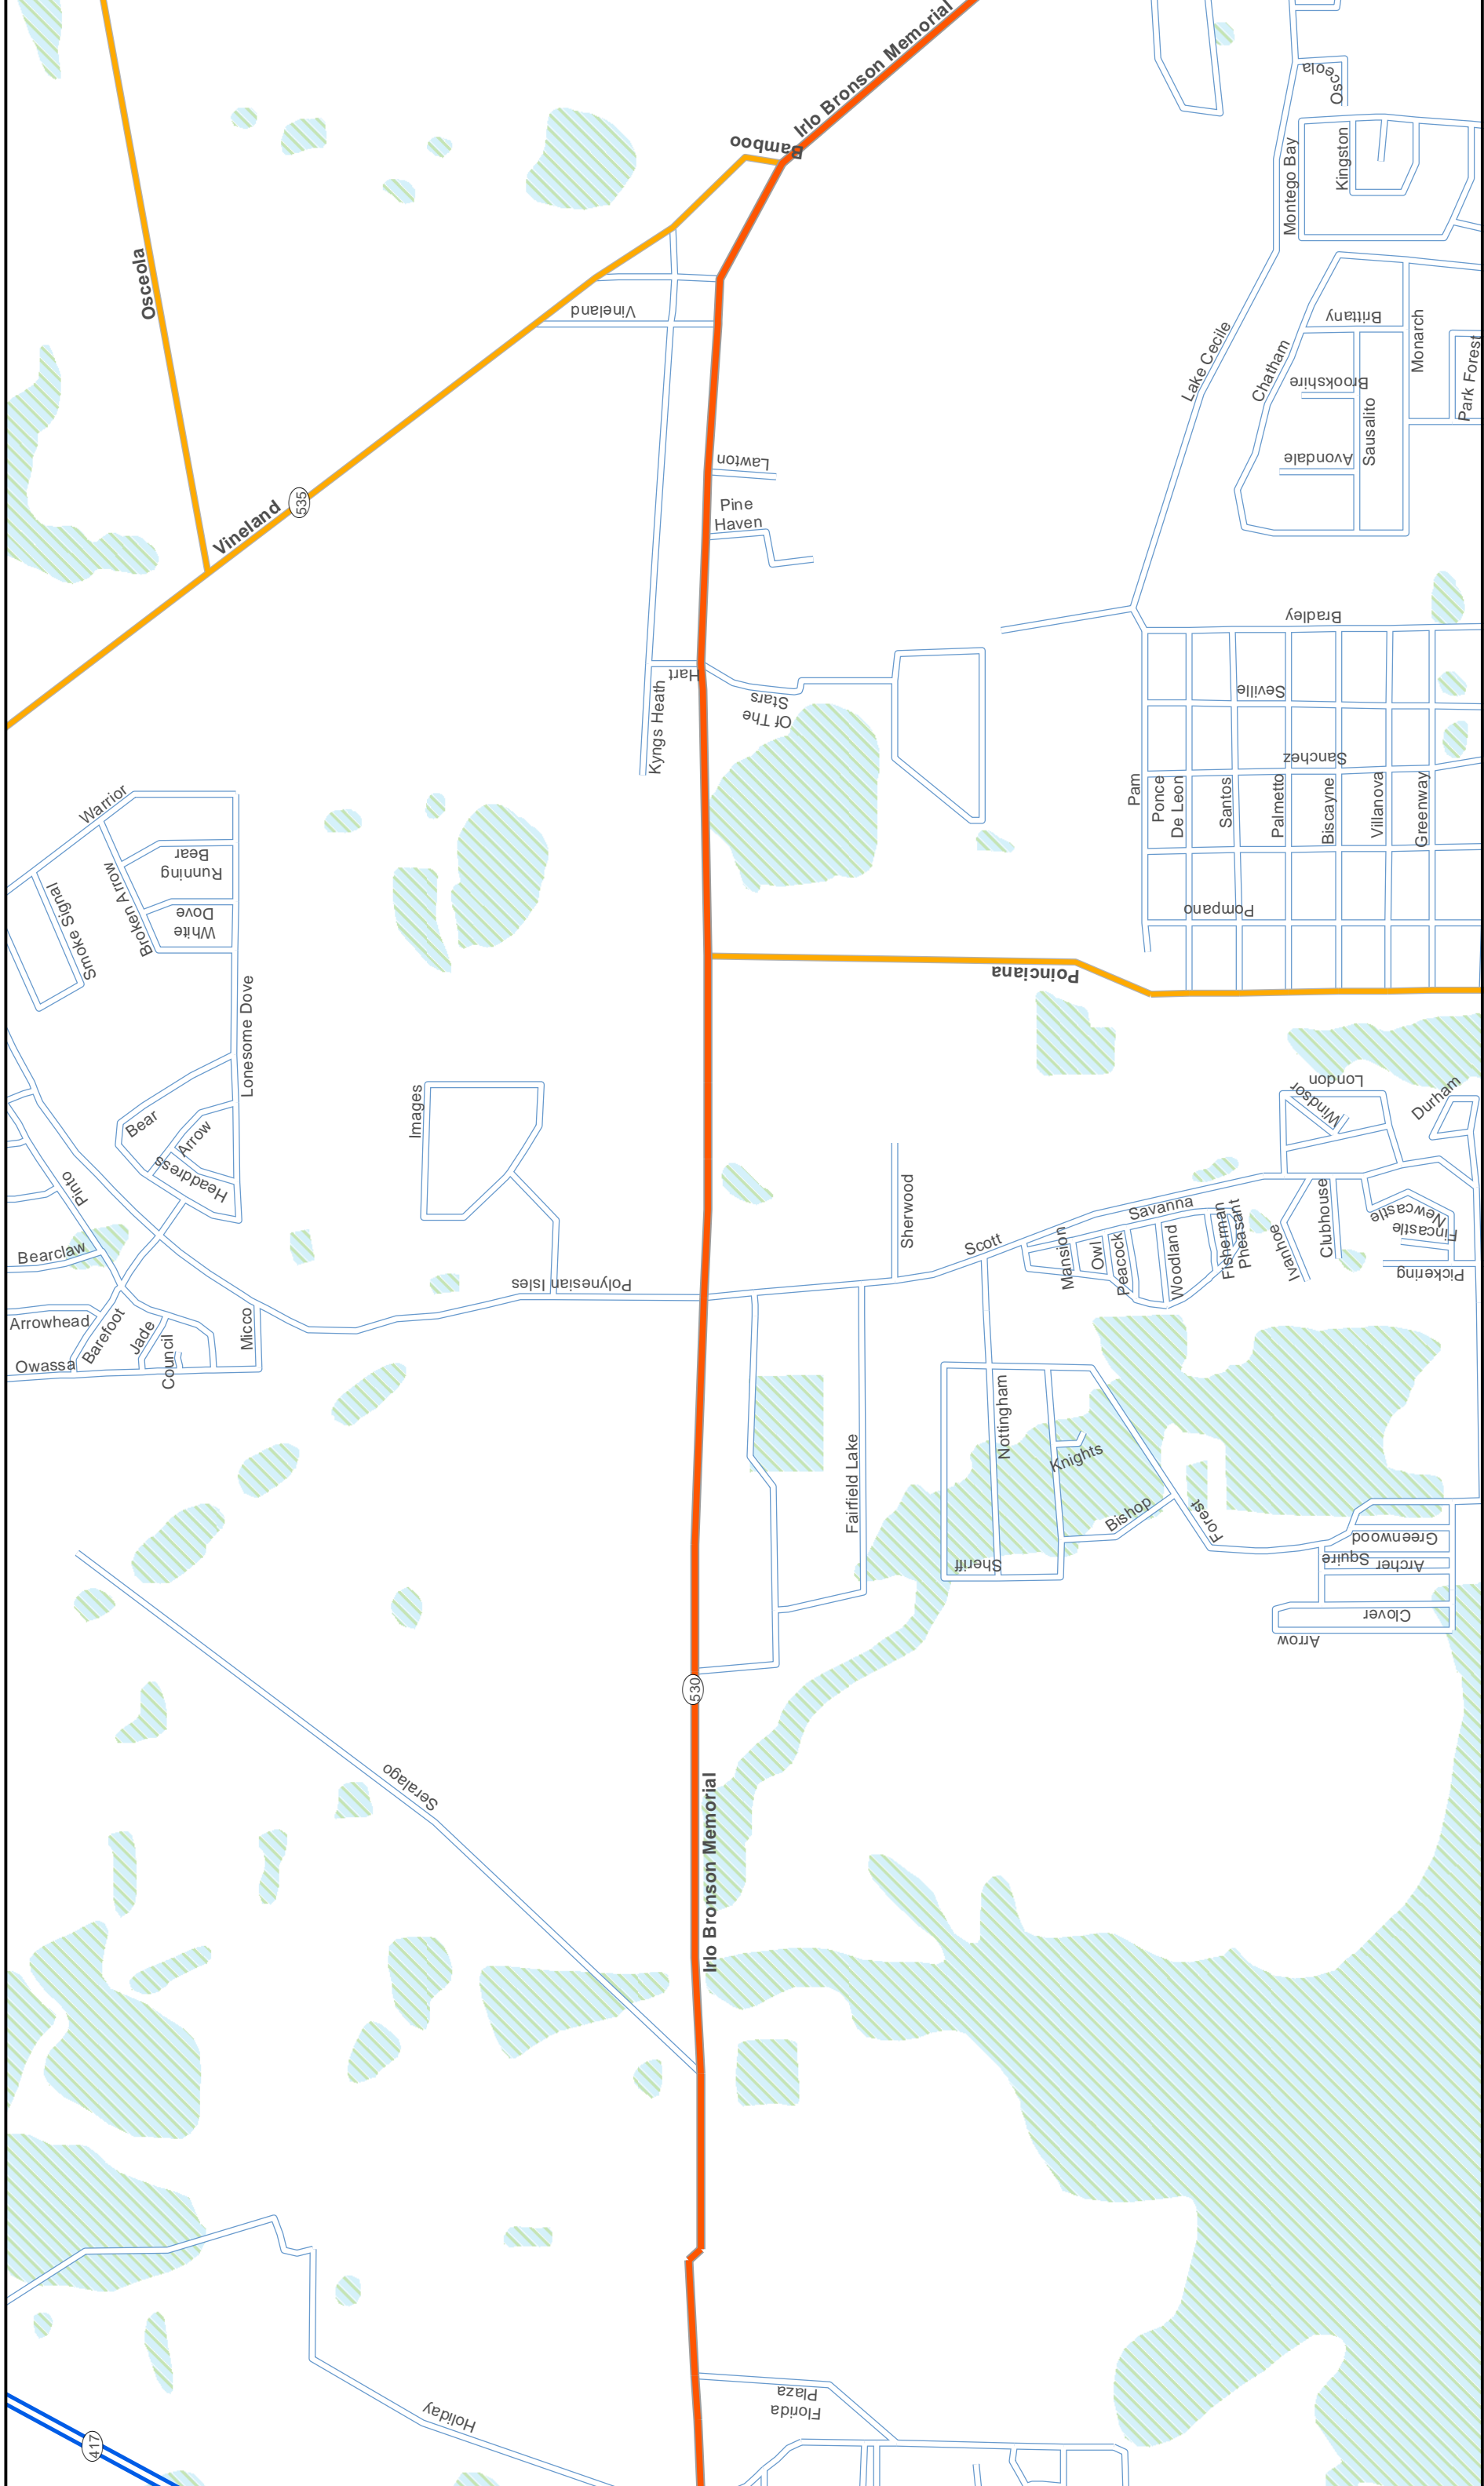 Irlo Bronson Memorial
Bamboo
Osceola
Osc
eola
Montego Bay
Kingston
Vineland
Brittany
Monarch
Lake Cecile
Chatham
Brookshire
Park Forest
Sausalito
Avondale
Lawton
Pine
Haven
Vineland
535
Bradley
Hart
Kyngs Heath
Stars
Of The
Seville
Sanchez
Pam
Ponce
De Leon
Santos
Palmetto
Biscayne
Villanova
Greenway
Warrior
Running
Bear
Broken Arrow
White
Dove
Smoke Signal
Pompano
Poinciana
Lonesome Dove
Images
Bear
Arrow
Headdress
Pinto
London
Windsor
Durham
Sherwood
Scott
Savanna
Mansion
Owl
Peacock
Woodland
Fisherman
Pheasant
Ivanhoe
Clubhouse
Newcastle
Fincastle
Pickering
Bearclaw
Polynesian Isles
Arrowhead
Barefoot
Jade
Council
Micco
Owassa
Fairfield Lake
Nottingham
Knights
Bishop
Forest
Sheriff
Greenwood
Squire
Archer
Clover
Arrow
530
Seralago
Irlo Bronson Memorial
Florida
Plaza
Holiday
417